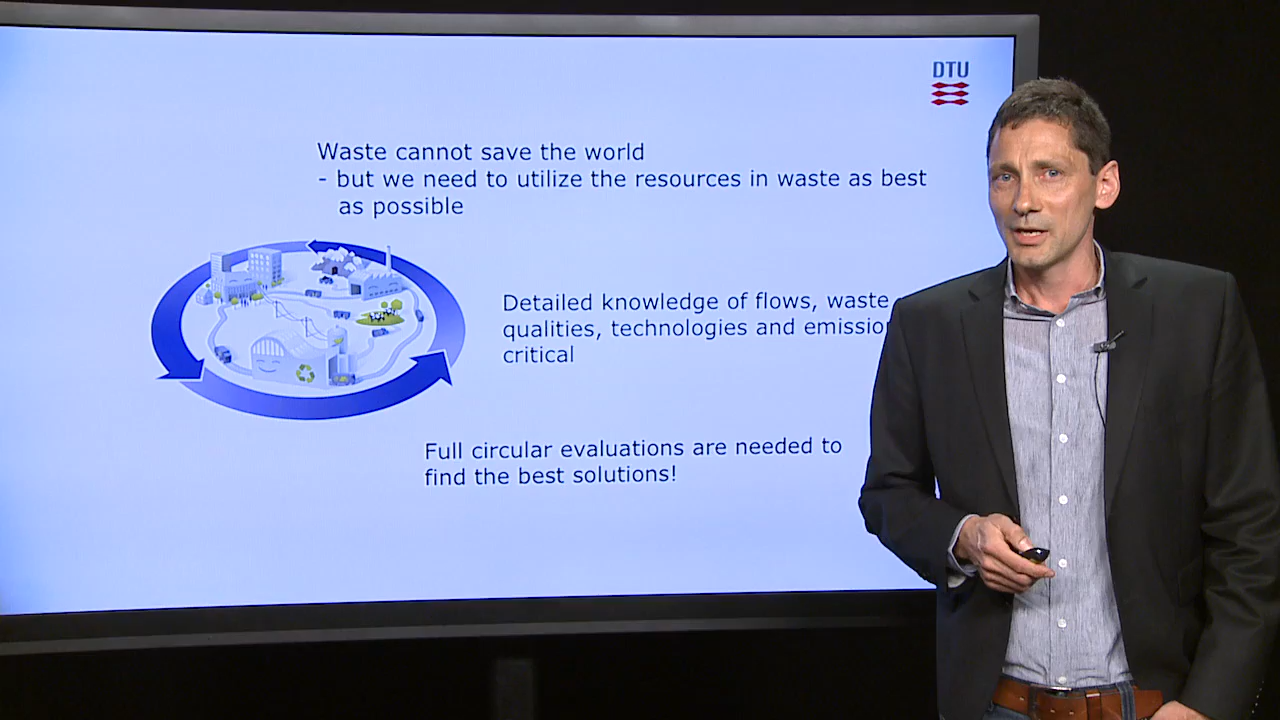 DTU
Waste cannot save the world
- but we need to utilize the resources in waste as best
as possible
Detailed knowledge of flows, waste
qualities, technologies and
critical
Full circular evaluations are needed to
find the best solutions!